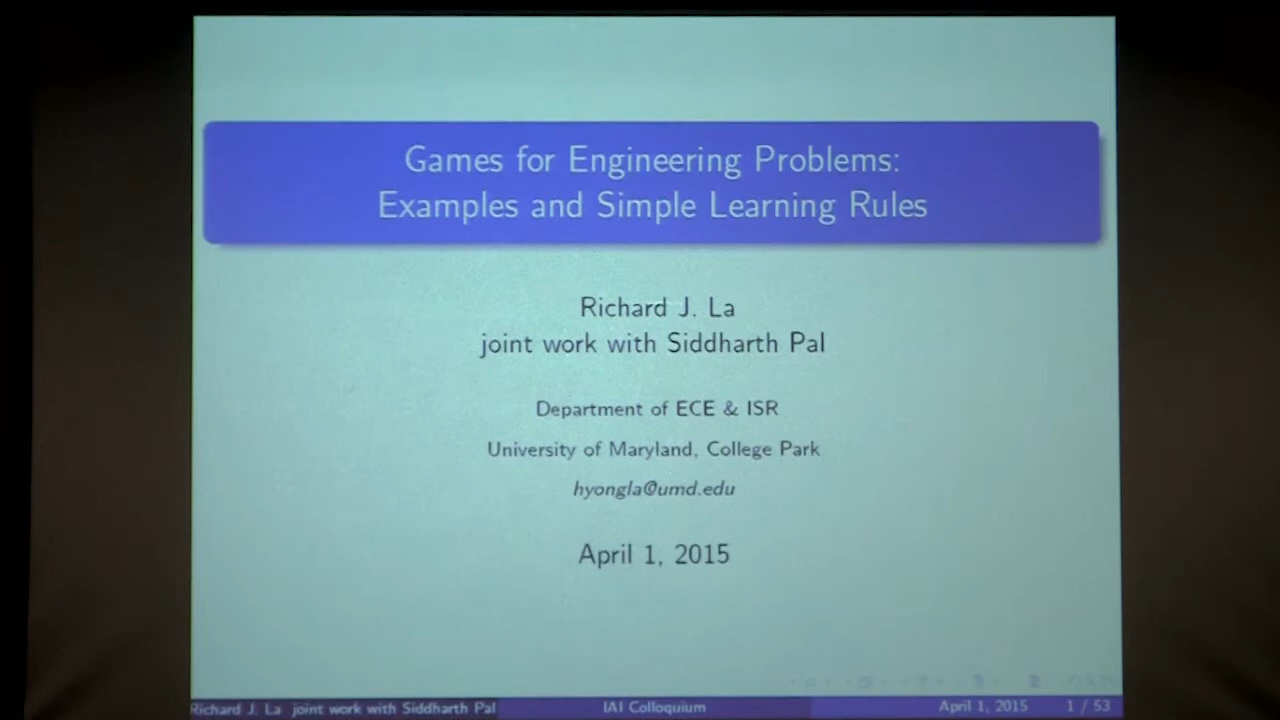 Games for Engineering Problems:
Examples and Simple Learning Rules
Richard J. La
joint work with Siddharth Pal
Department of ECE & ISR
University of Maryland, College Park
hyongla@umd.edu
April 1, 2015
Richard J. La joint work with Siddharth Pal IAI Colloquium April 1, 2015 1 / 53